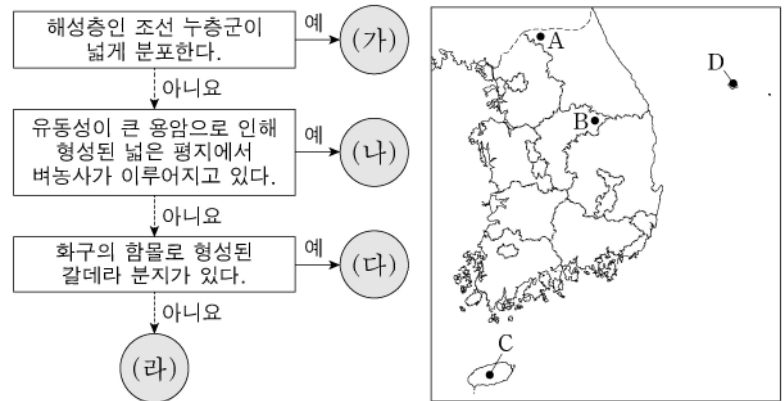 해성층인 조선 누층군이
넓게 분포한다.
예
(가)
아니요
유동성이 큰 용암으로 인해
형성된 넓은 평지에서
벼농사가 이루어지고 있다.
예
(나)
아니요
화구의 함몰로 형성된
갈데라 분지가 있다.
예
(다)
아니요
(라)
A
D
B
C